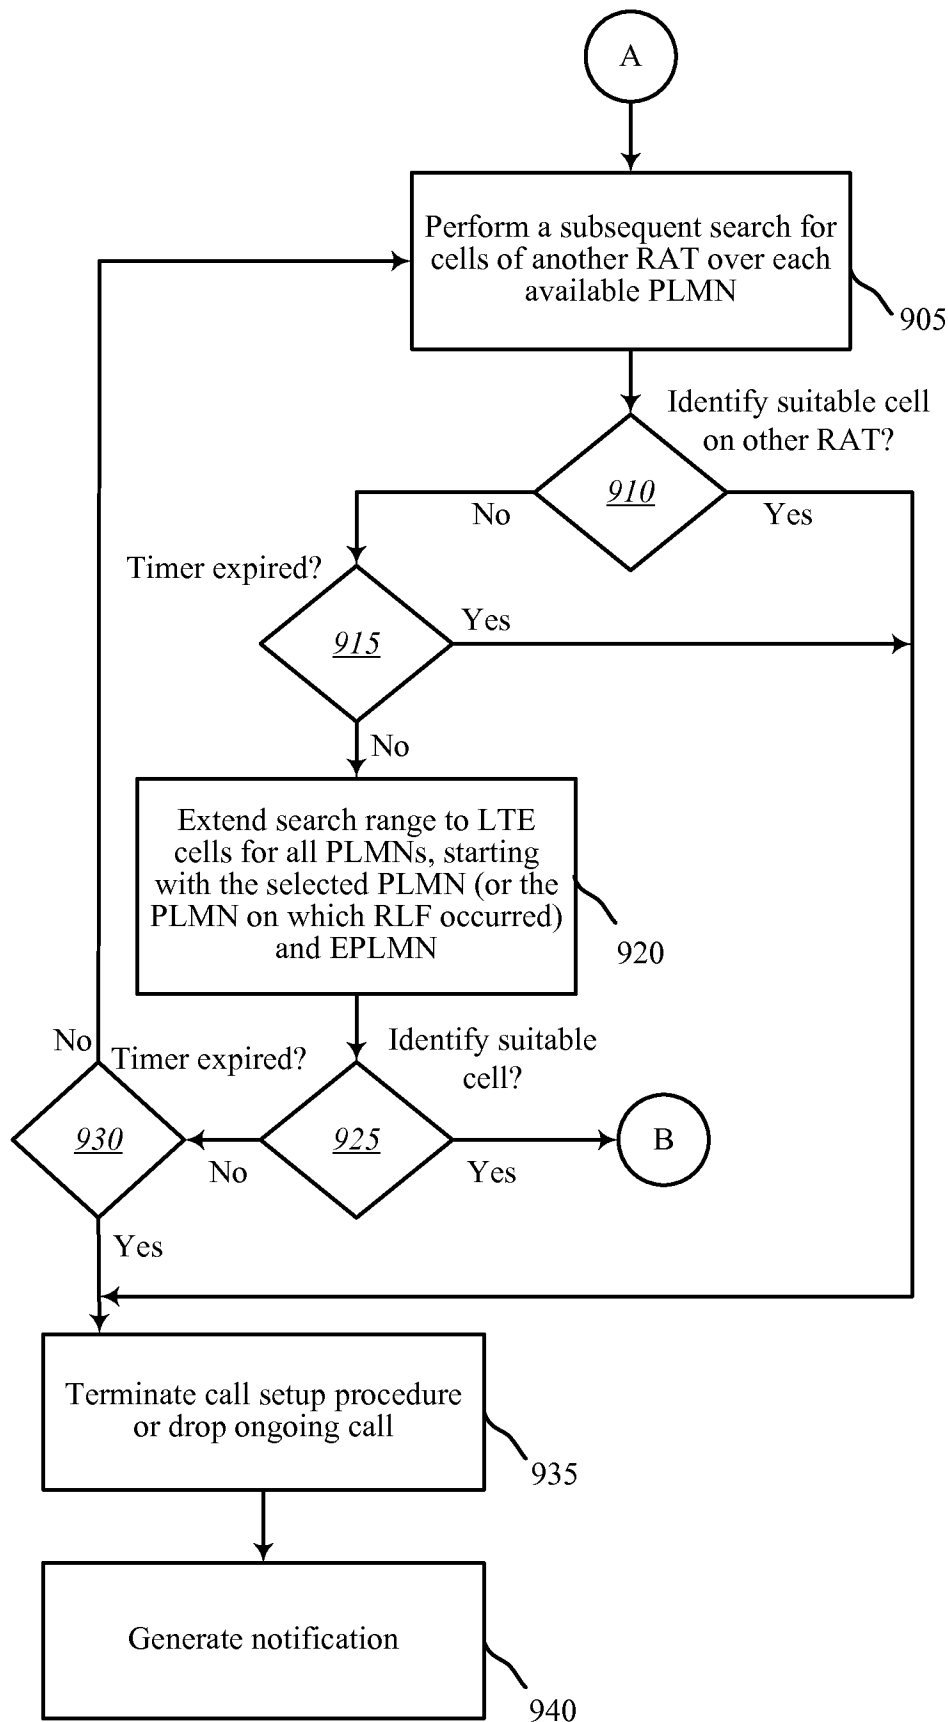 A
Perform a subsequent search for
cells of another RAT over each
available PLMN
905
Identify suitable cell
on other RAT?
910
No
Yes
Timer expired?
915
Yes
No
Extend search range to LTE
cells for all PLMNs, starting
with the selected PLMN (or the
PLMN on which RLF occurred)
and EPLMN
920
No
Timer expired?
Identify suitable
cell?
930
925
B
No
Yes
Yes
Terminate call setup procedure
or drop ongoing call
935
Generate notification
940